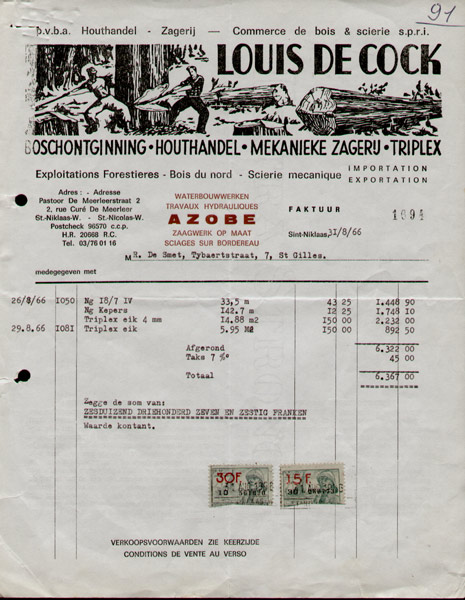 91
b.v.b.a. Houthandel - Zagerij — Commerce de bois & scierie s.p.r.l.
LOUIS DE COCK
BOSCHONTGINNING • HOUTHANDEL • MEKANIEKE ZAGERIJ • TRIPLEX
Exploitations Forestieres - Bois du nord - Scierie mecanique
IMPORTATION
EXPORTATION
Adres: - Adresse
Pastoor De Meerleerstraat 2
2, rue Curé De Meerleer
St-Niklaas-W. - St-Nicolas-W.
Postcheck 96570 c.c.p.
H.R. 20668 R.C.
Tel. 03/76 01 16
WATERBOUWWERKEN
TRAVAUX HYDRAULIQUES
AZOBE
ZAAGWERK OP MAAT
SCIAGES SUR BORDEREAU
FAKTUUR 1694
Sint-Niklaas, 31/8/66
MR. De Smet, Tybaertstraat, 7, St Gilles.
medegegeven met
26/8/66 1050 Ng 18/7 IV 33,5 m 43 25 1.448 90
Ng Kepers 142.7 m 12 25 1.748 10
Triplex eik 4 mm 14.88 m2 150 00 2.232 00
29.8.66 1081 Triplex eik 5.95 M2 150 00 892 50
Afgerond 6.322 00
Taks 7 %° 45 00
Totaal 6.367 00
Zegge de som van:
ZESDUIZEND DRIEHONDERD ZEVEN EN ZESTIG FRANKEN
Waarde kontant.
30F 15F
VERKOOPSVOORWAARDEN ZIE KEERZIJDE
CONDITIONS DE VENTE AU VERSO